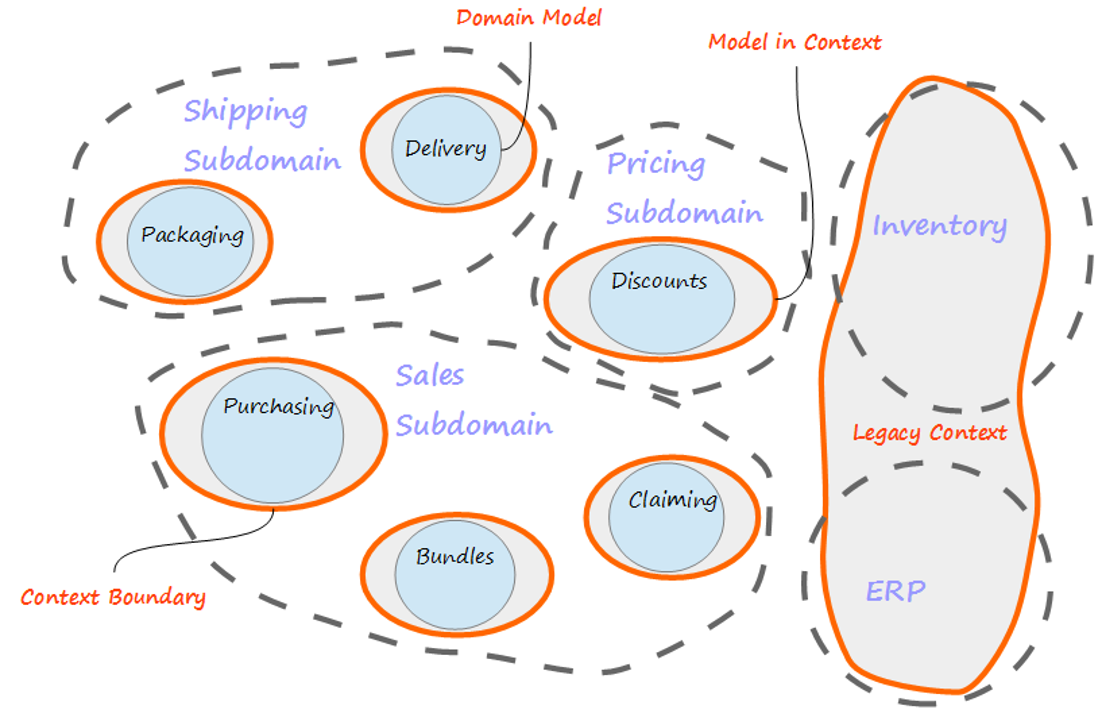 Domain Model
Model in Context
Shipping
Subdomain
Delivery
Packaging
Pricing
Subdomain
Discounts
Inventory
Sales
Subdomain
Purchasing
Legacy Context
Claiming
Bundles
ERP
Context Boundary